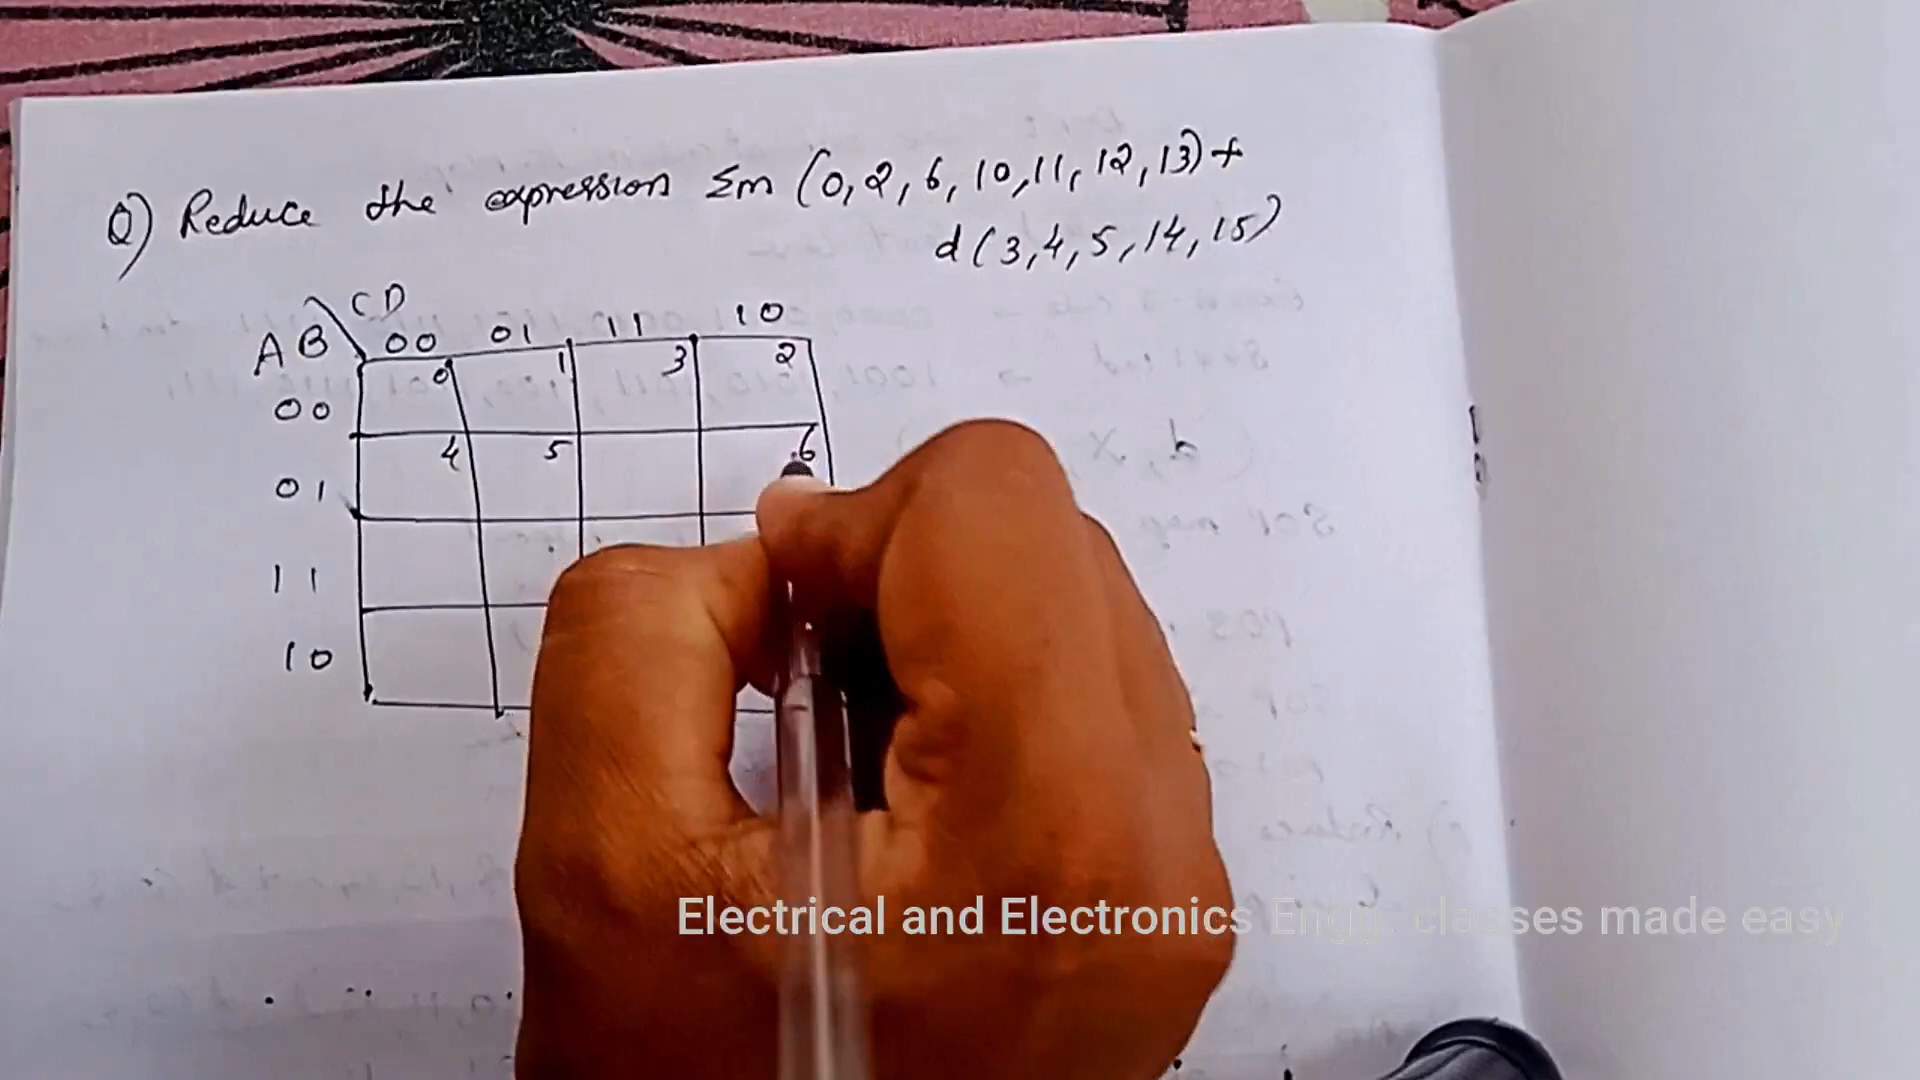 Q) Reduce the expression Σm (0, 2, 6, 10, 11, 12, 13) +
d (3, 4, 5, 14, 15)
CD
AB 00 01 11 10
00 0 1 3 2
01 4 5 6
11
10
Electrical and Electronics Engg. classes made easy